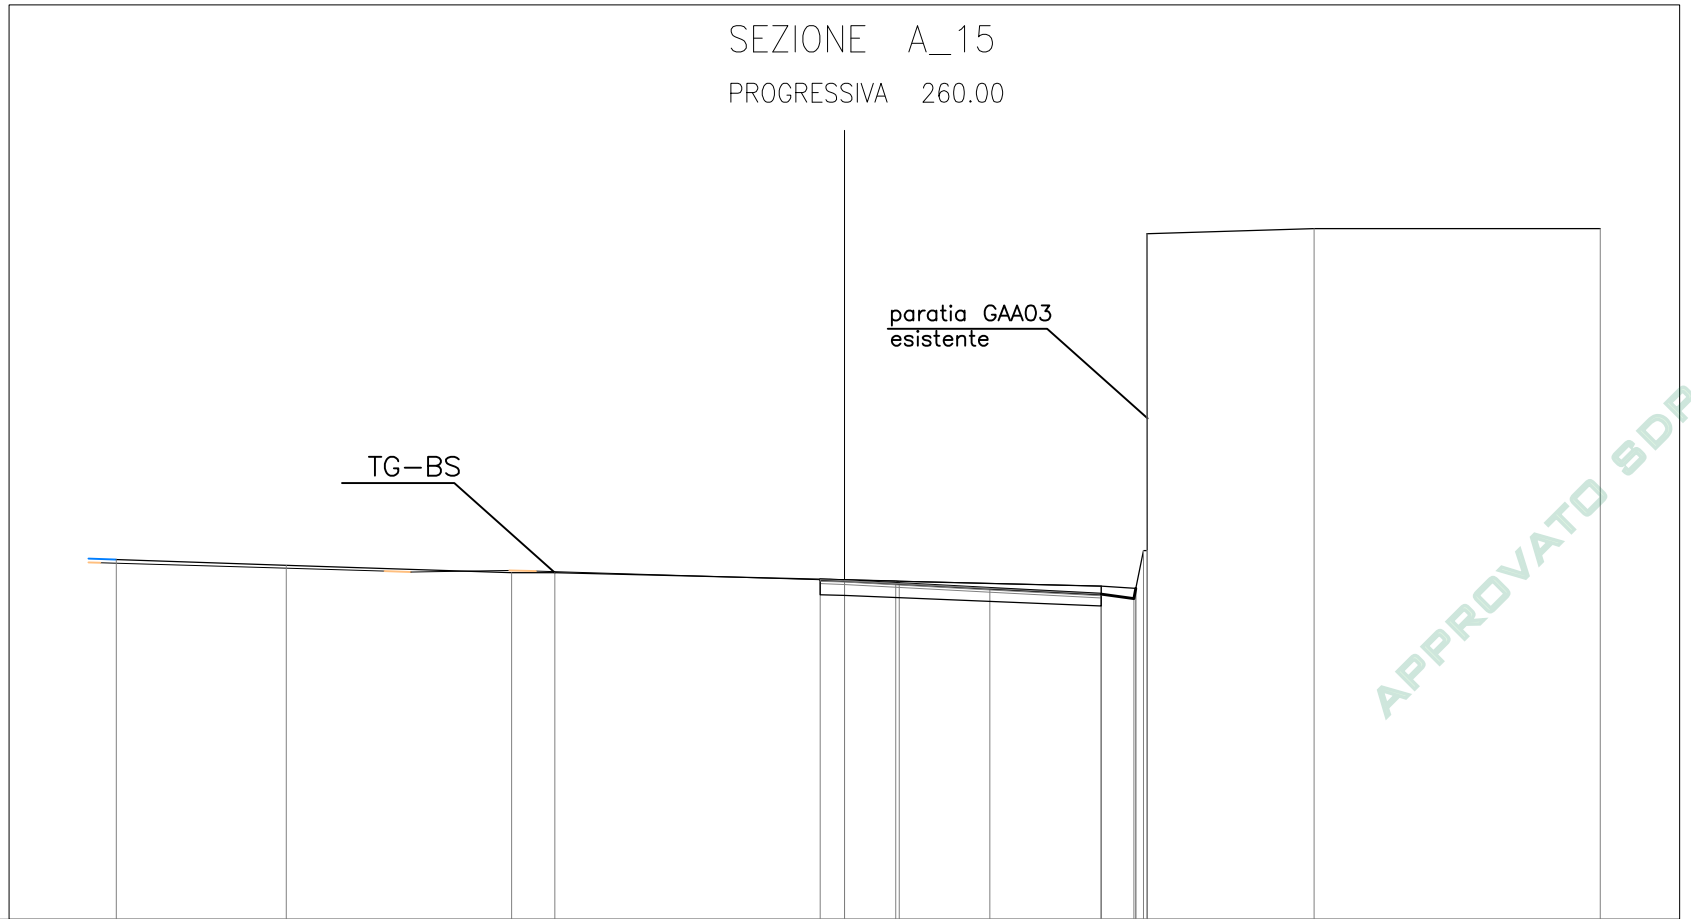 SEZIONE A_15
PROGRESSIVA 260.00
paratia GAA03
esistente
TG-BS
APPROVATO SDP